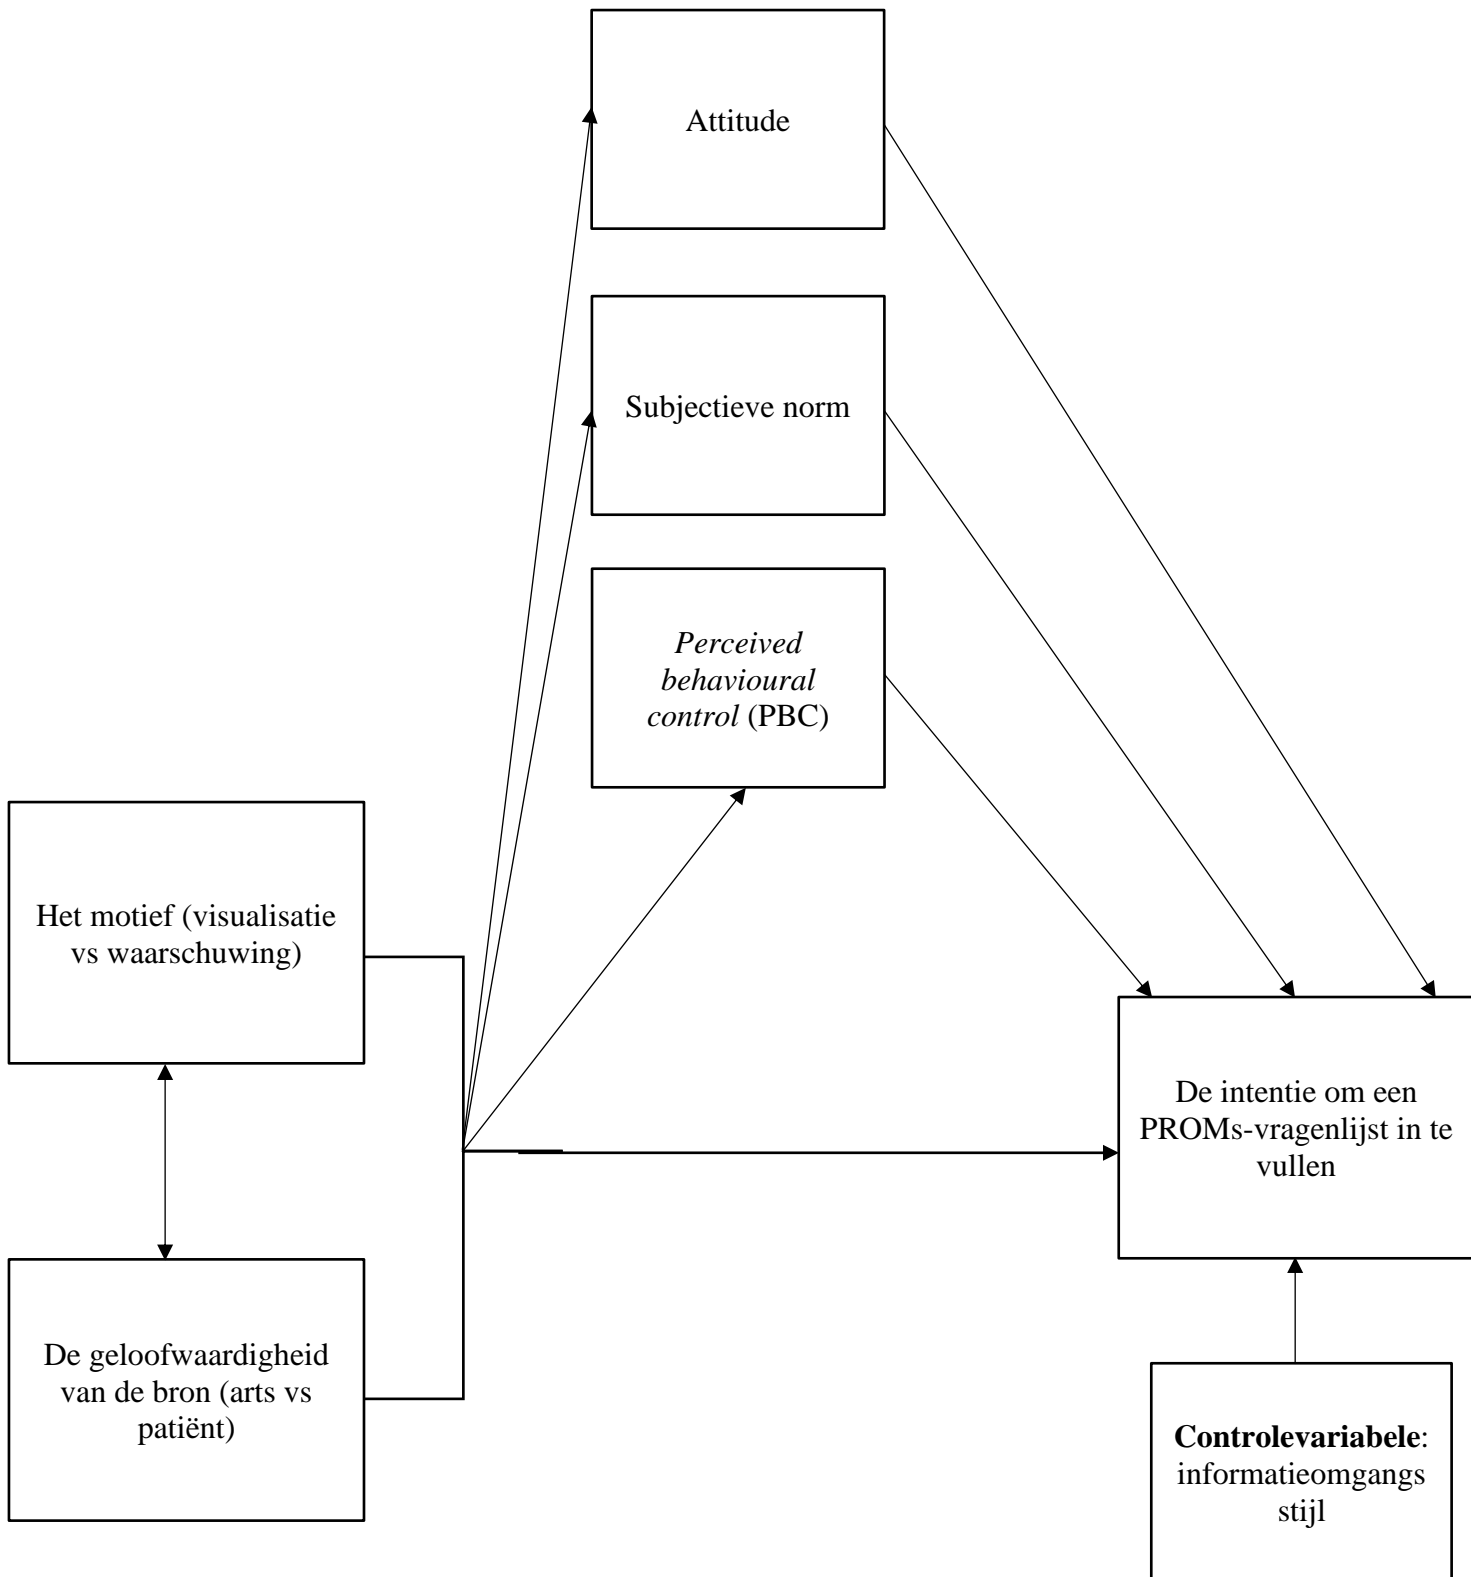 Attitude
Subjectieve norm
Perceived
behavioural
control (PBC)
Het motief (visualisatie
vs waarschuwing)
De intentie om een
PROMs-vragenlijst in te
vullen
De geloofwaardigheid
van de bron (arts vs
patiënt)
Controlevariabele:
informatieomgangs
stijl